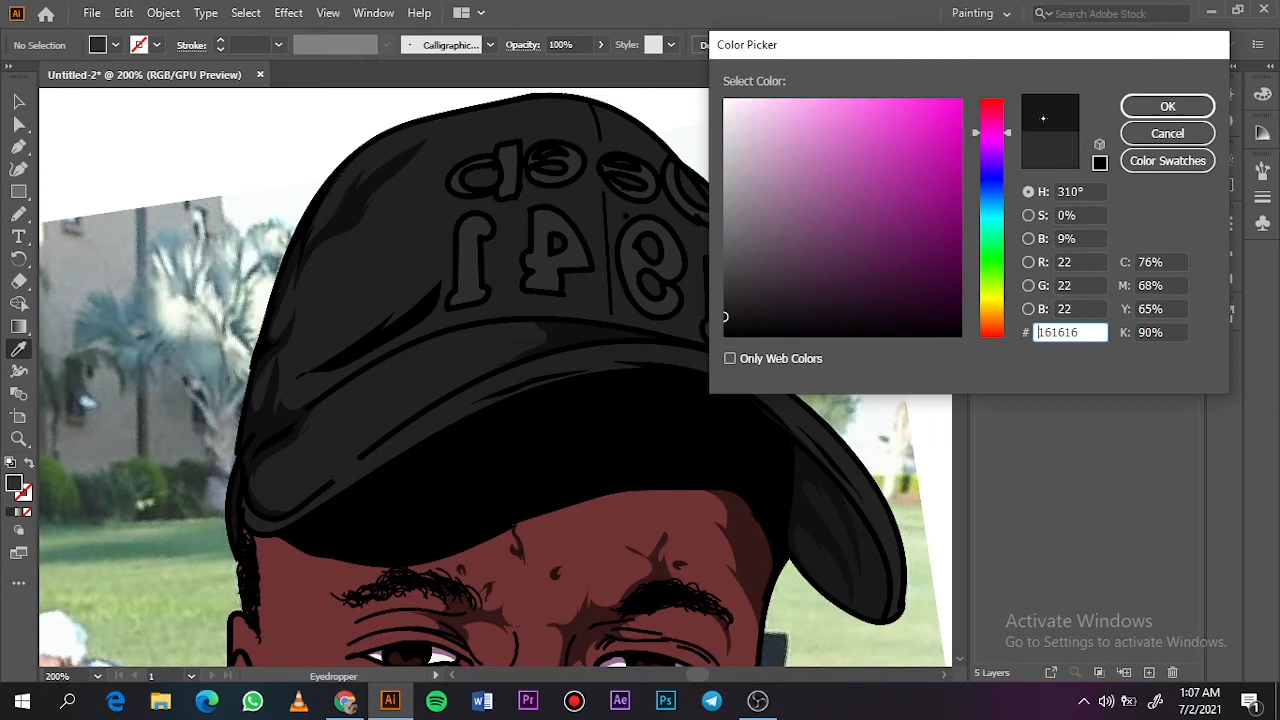 Ai File Edit Object Type Select Effect View Window Help Painting Search Adobe Stock
No Selection Stroke: Calligraphic... Opacity: 100% Style:
Untitled-2* @ 200% (RGB/GPU Preview)
Color Picker
Select Color:
OK
Cancel
Color Swatches
H: 310°
S: 0%
B: 9%
R: 22 C: 76%
G: 22 M: 68%
B: 22 Y: 65%
# 161616 K: 90%
Only Web Colors
Activate Windows
Go to Settings to activate Windows.
200% 1 Eyedropper 5 Layers
1:07 AM
7/2/2021